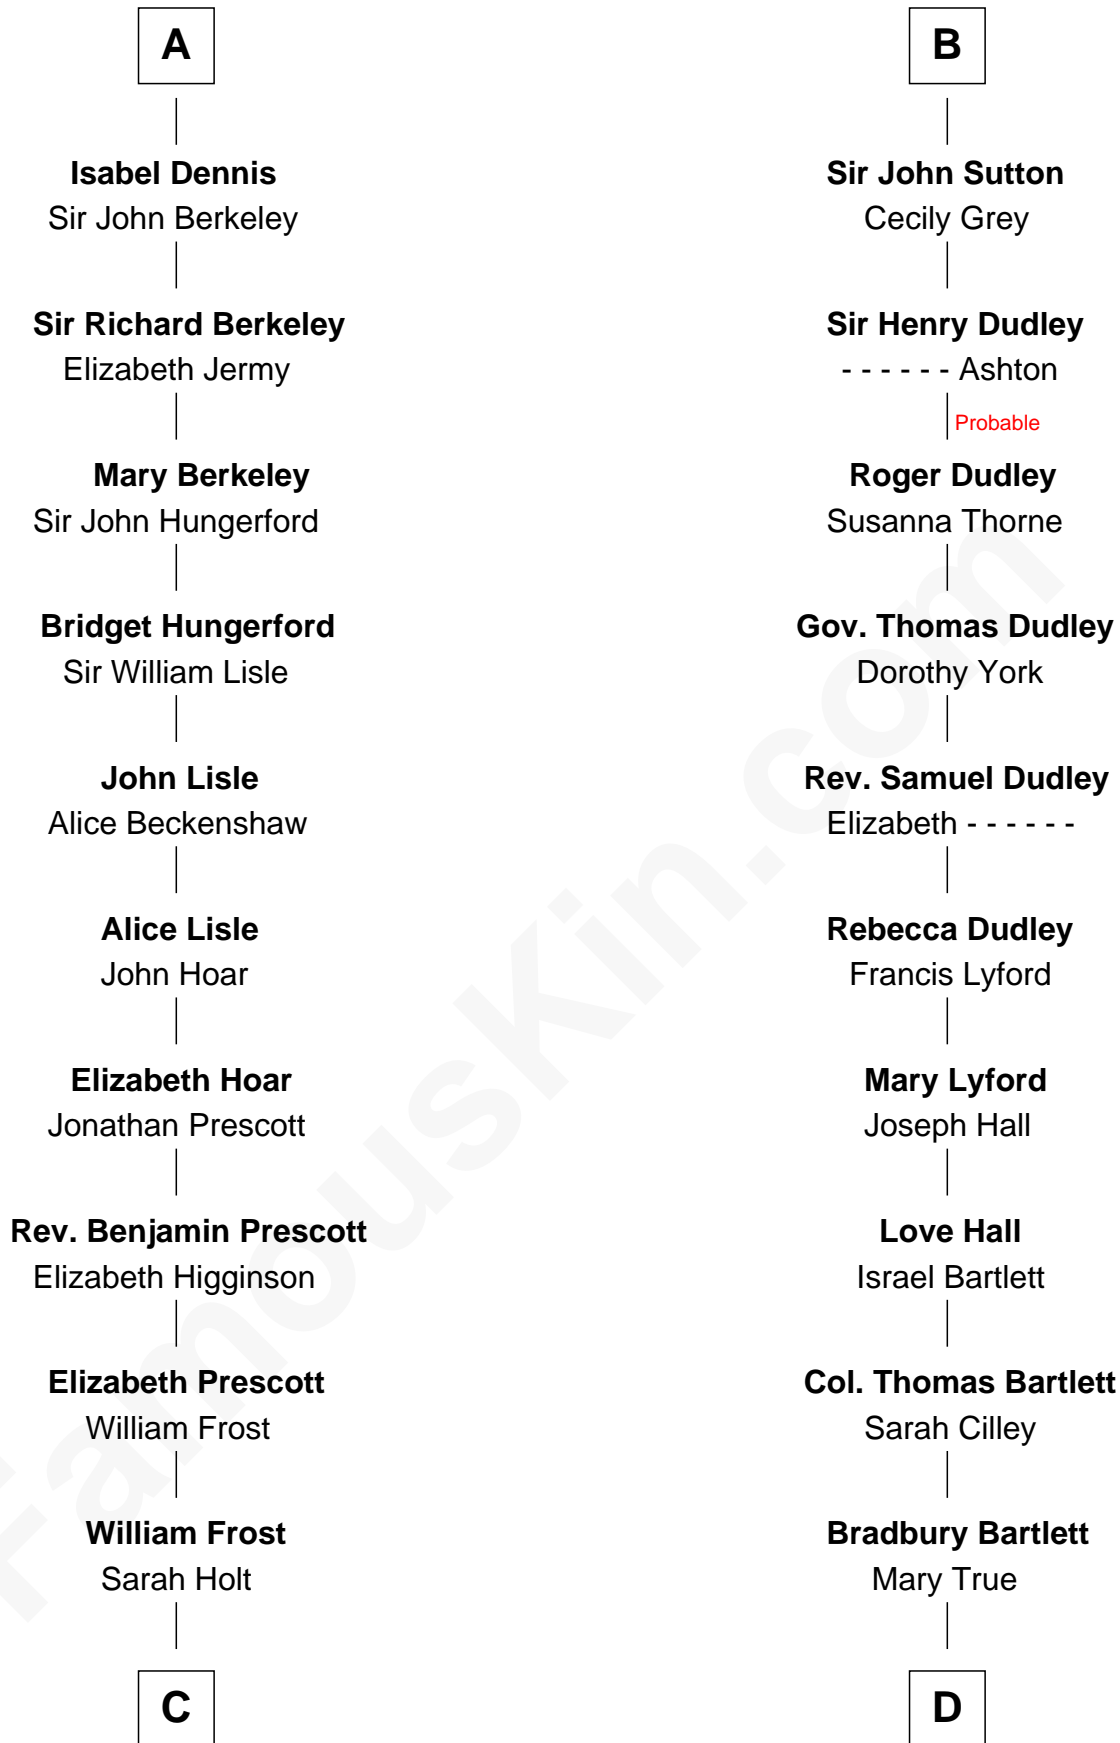 A
Isabel Dennis
Sir John Berkeley
Sir Richard Berkeley
Elizabeth Jermy
Mary Berkeley
Sir John Hungerford
Bridget Hungerford
Sir William Lisle
John Lisle
Alice Beckenshaw
Alice Lisle
John Hoar
Elizabeth Hoar
Jonathan Prescott
Rev. Benjamin Prescott
Elizabeth Higginson
Elizabeth Prescott
William Frost
William Frost
Sarah Holt
C
B
Sir John Sutton
Cecily Grey
Sir Henry Dudley
- - - - - - Ashton
Probable
Roger Dudley
Susanna Thorne
Gov. Thomas Dudley
Dorothy York
Rev. Samuel Dudley
Elizabeth - - - - - -
Rebecca Dudley
Francis Lyford
Mary Lyford
Joseph Hall
Love Hall
Israel Bartlett
Col. Thomas Bartlett
Sarah Cilley
Bradbury Bartlett
Mary True
D
FamousKin.com